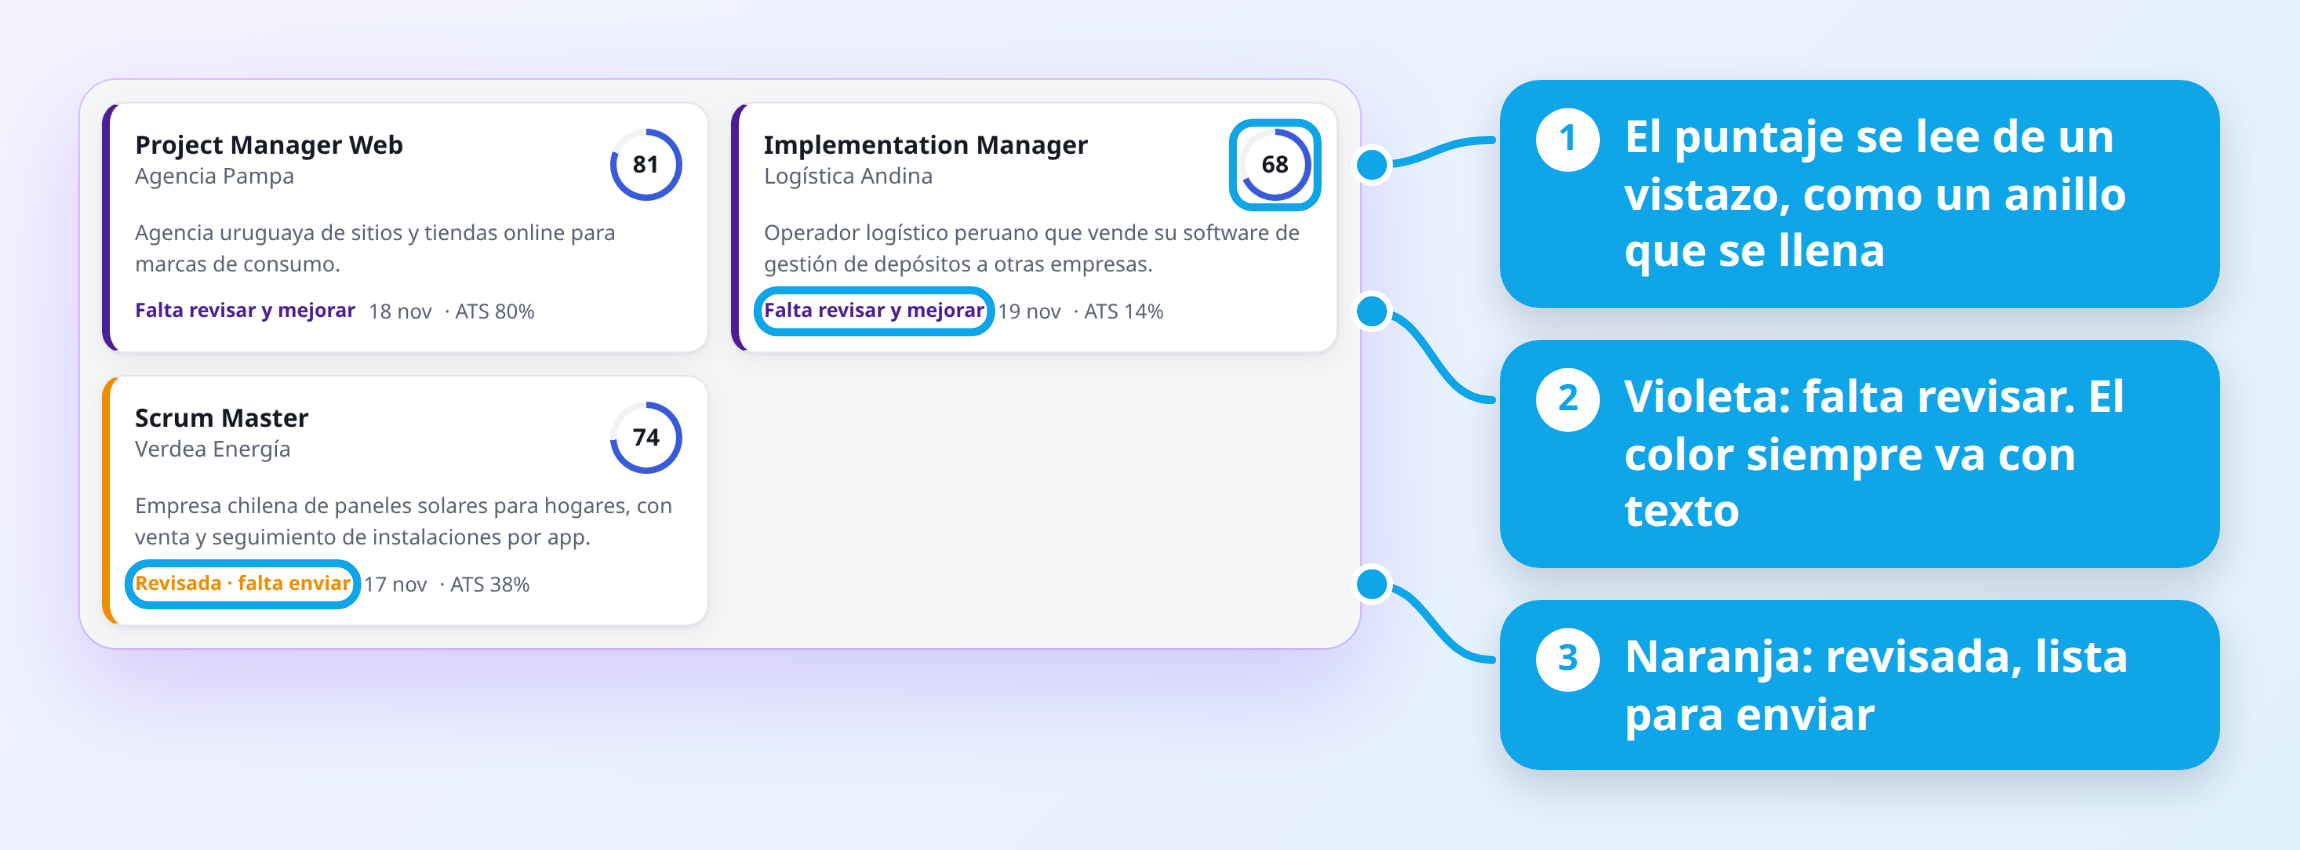 Project Manager Web
Agencia Pampa
81
Agencia uruguaya de sitios y tiendas online para
marcas de consumo.
Falta revisar y mejorar 18 nov · ATS 80%
Implementation Manager
Logística Andina
68
Operador logístico peruano que vende su software de
gestión de depósitos a otras empresas.
Falta revisar y mejorar 19 nov · ATS 14%
Scrum Master
Verdea Energía
74
Empresa chilena de paneles solares para hogares, con
venta y seguimiento de instalaciones por app.
Revisada · falta enviar 17 nov · ATS 38%
1 El puntaje se lee de un
vistazo, como un anillo
que se llena
2 Violeta: falta revisar. El
color siempre va con
texto
3 Naranja: revisada, lista
para enviar